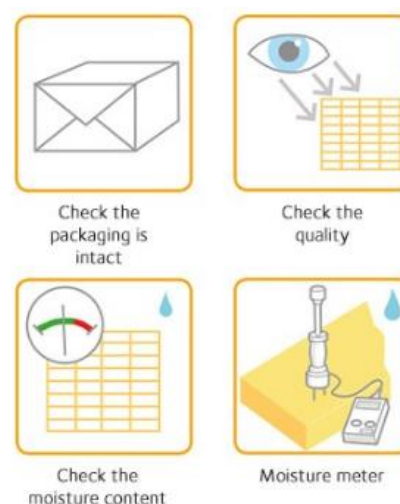 Check the
packaging is
intact
Check the
quality
Check the
moisture content
Moisture meter